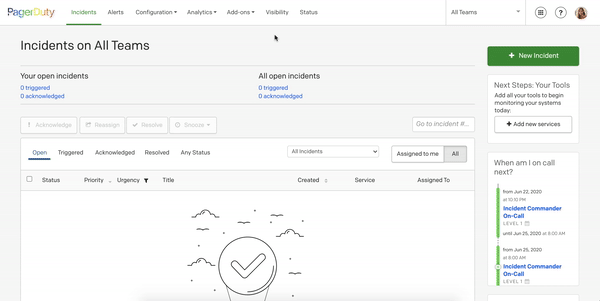 PagerDuty
Incidents Alerts Configuration Analytics Add-ons Visibility Status
All Teams
?
Incidents on All Teams
+ New Incident
Your open incidents
0 triggered
0 acknowledged
All open incidents
0 triggered
0 acknowledged
Next Steps: Your Tools
Add all your tools to begin
monitoring your systems
today.
+ Add new services
Acknowledge Reassign Resolve Snooze
Go to incident #...
Open Triggered Acknowledged Resolved Any Status
All Incidents
Assigned to me All
Status Priority Urgency Title Created Service Assigned To
When am I on call
next?
from Jun 22, 2020
at 10:10 PM
Incident Commander
On-Call
LEVEL 1
until Jun 25, 2020 at 8:00 AM
from Jun 25, 2020
at 8:00 AM
Incident Commander
On-Call
LEVEL 1